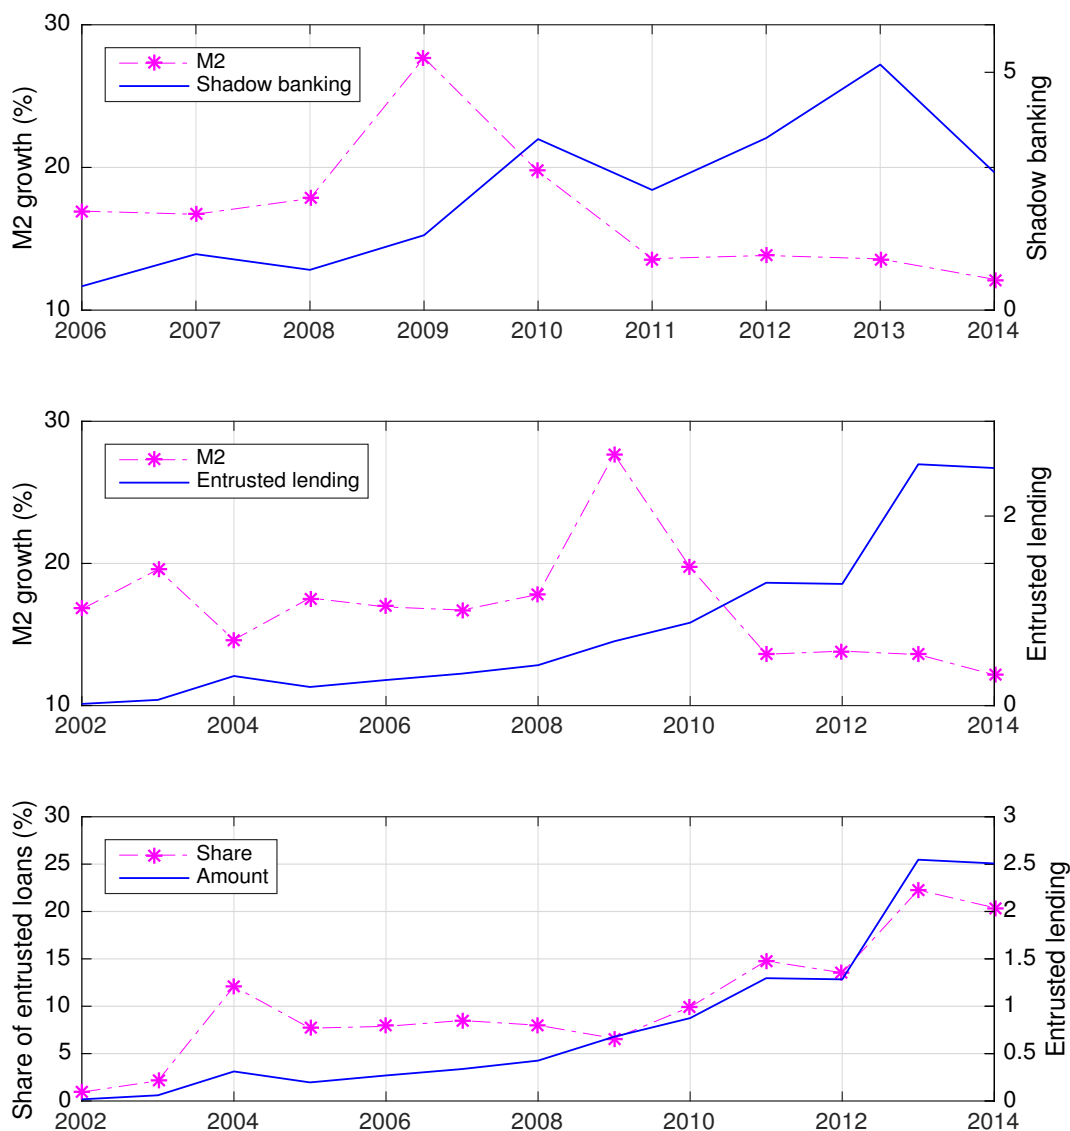 30
M2
Shadow banking
5
20
M2 growth (%)
Shadow banking
10
0
2006 2007 2008 2009 2010 2011 2012 2013 2014
30
M2
Entrusted lending
2
20
M2 growth (%)
Entrusted lending
10
0
2002 2004 2006 2008 2010 2012 2014
30
3
Share
Amount
25
2.5
20
2
15
1.5
10
1
5
0.5
0
0
Share of entrusted loans (%)
Entrusted lending
2002 2004 2006 2008 2010 2012 2014